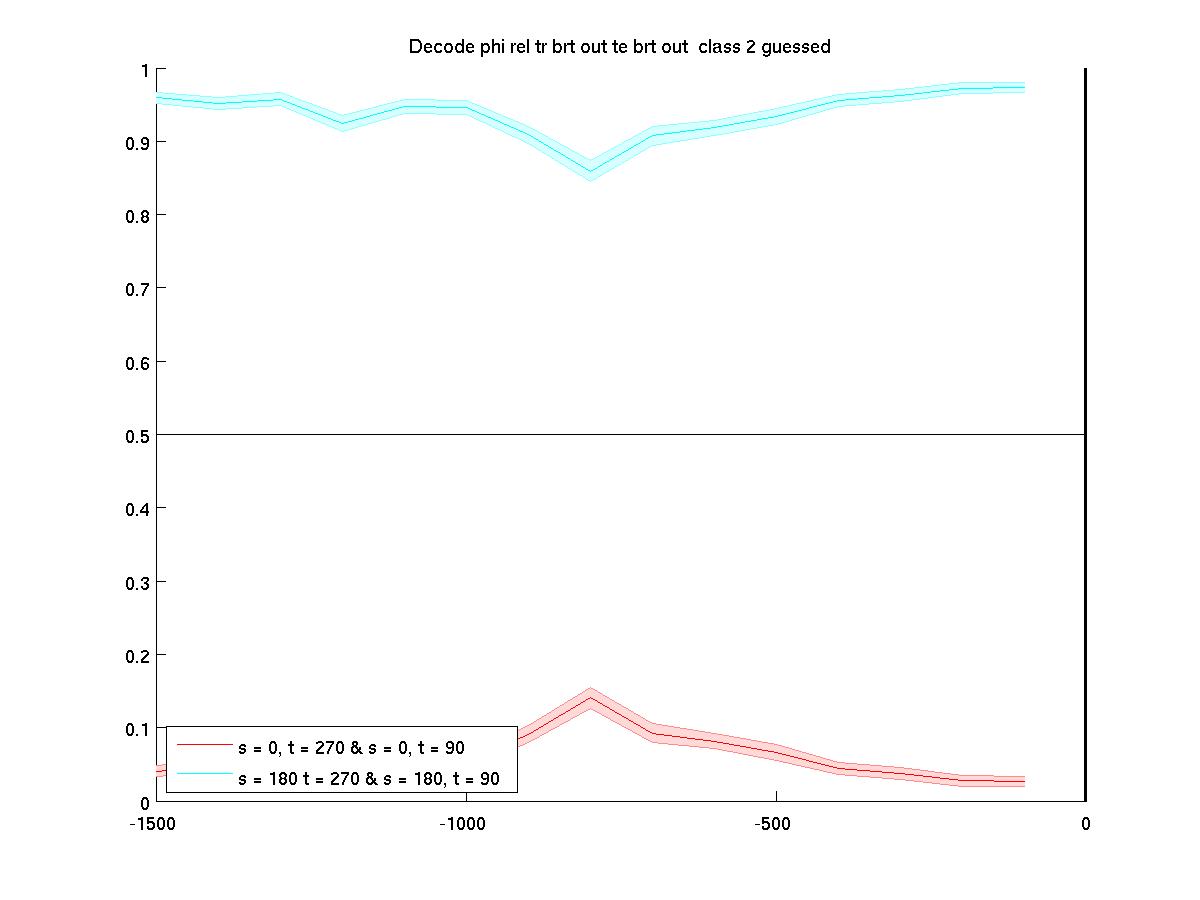 Decode phi rel tr brt out te brt out  class 2 guessed
1
0.9
0.8
0.7
0.6
0.5
0.4
0.3
0.2
0.1
0
s = 0, t = 270 & s = 0, t = 90
s = 180 t = 270 & s = 180, t = 90
-1500 -1000 -500 0